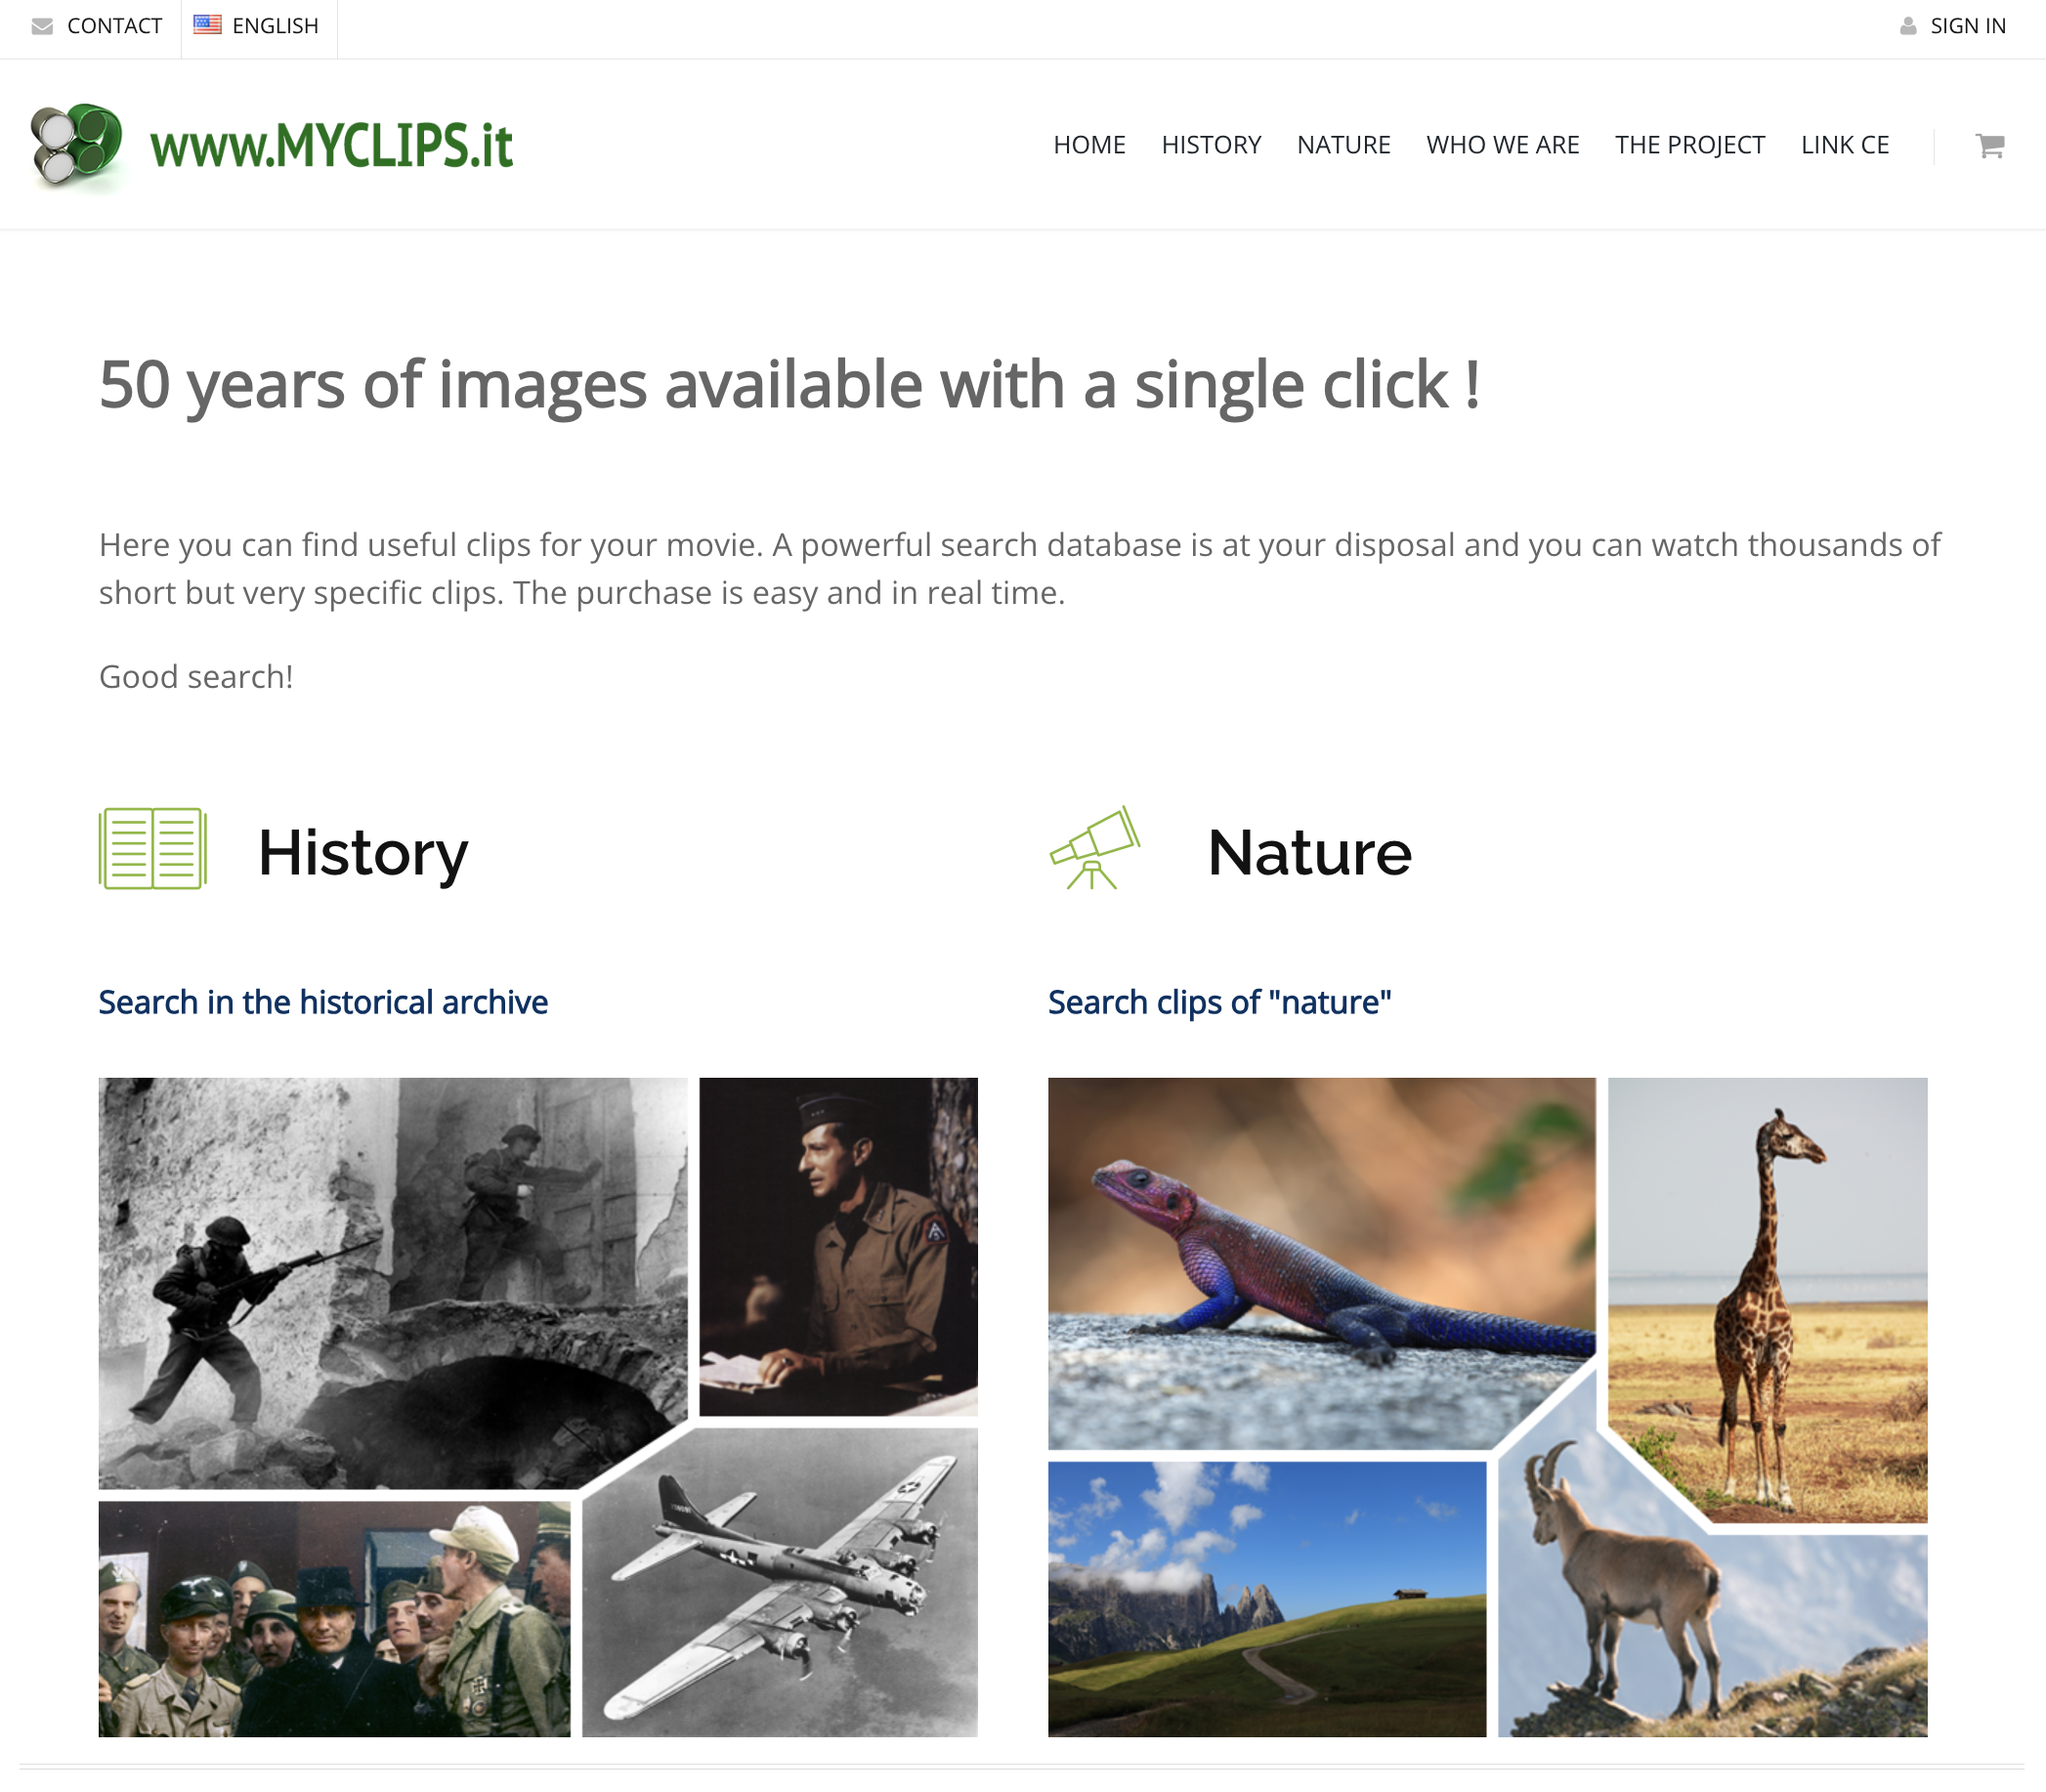 CONTACT
ENGLISH
SIGN IN
www.MYCLIPS.it
HOME
HISTORY
NATURE
WHO WE ARE
THE PROJECT
LINK CE
50 years of images available with a single click !
Here you can find useful clips for your movie. A powerful search database is at your disposal and you can watch thousands of
short but very specific clips. The purchase is easy and in real time.
Good search!
History
Nature
Search in the historical archive
Search clips of "nature"